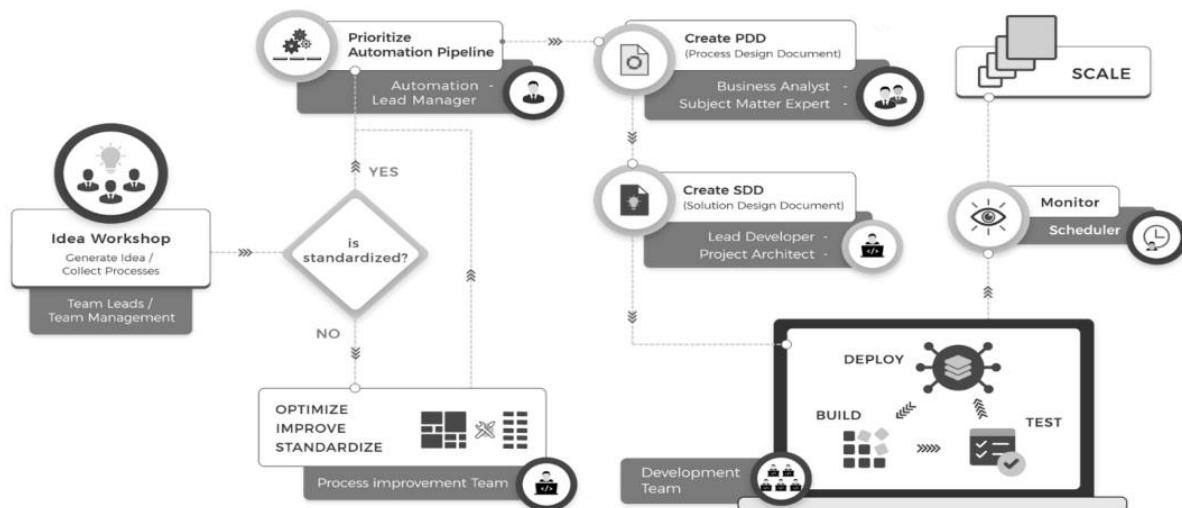 Idea Workshop
Generate Idea /
Collect Processes
Team Leads /
Team Management
is
standardized?
YES
NO
Prioritize
Automation Pipeline
Automation -
Lead Manager
OPTIMIZE
IMPROVE
STANDARDIZE
Process improvement Team
Create PDD
(Process Design Document)
Business Analyst -
Subject Matter Expert -
Create SDD
(Solution Design Document)
Lead Developer -
Project Architect -
DEPLOY
BUILD
TEST
Development
Team
Monitor
Scheduler
SCALE